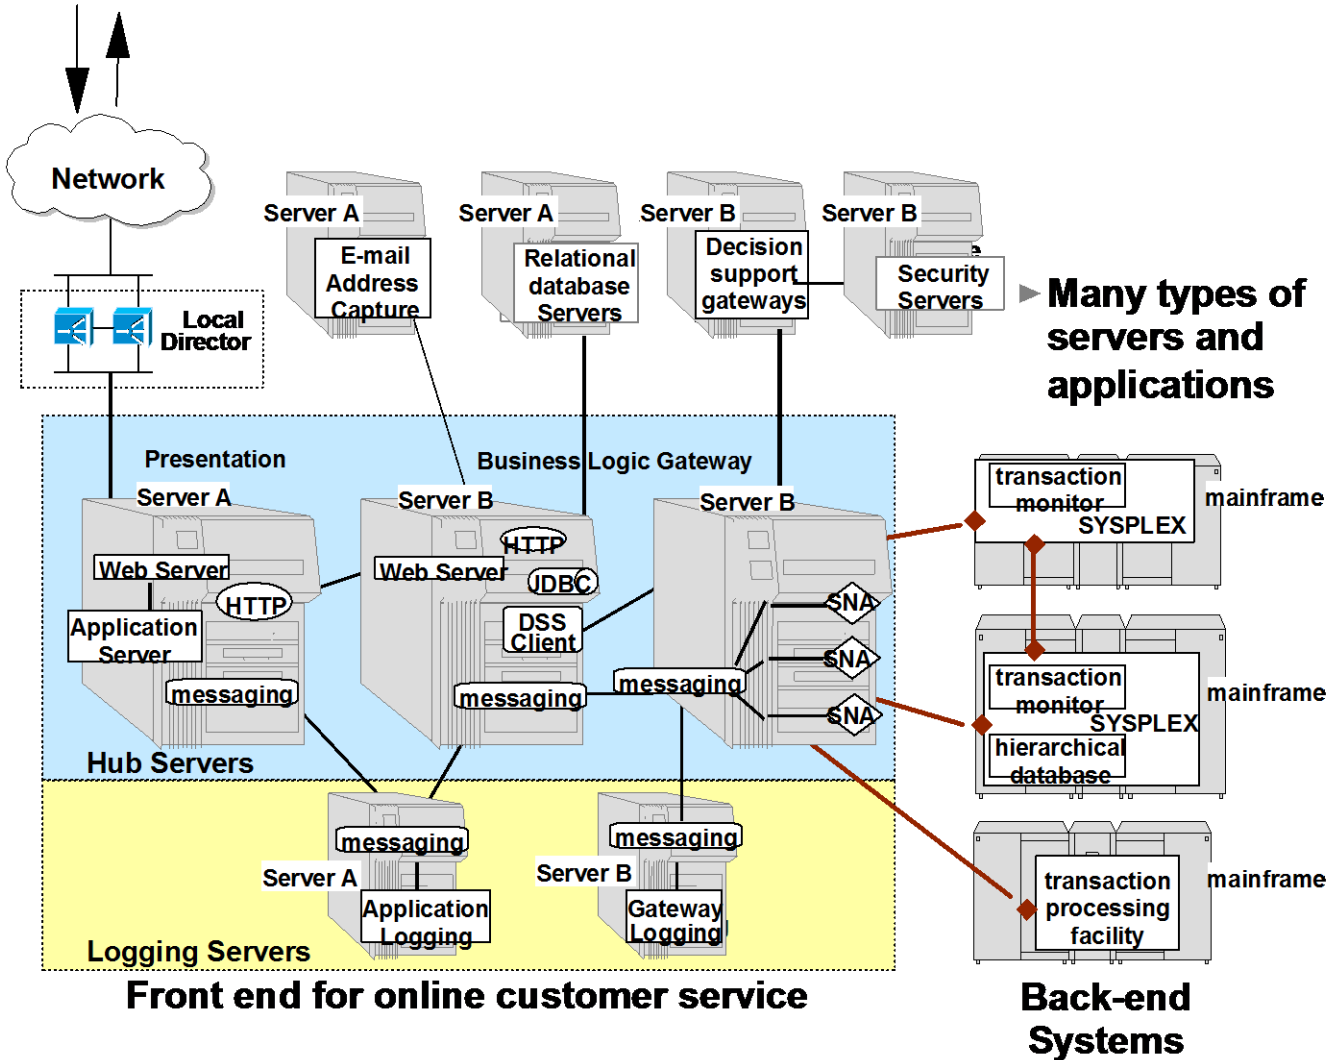 Network
Local
Director
Server A
E-mail
Address
Capture
Server A
Relational
database
Servers
Server B
Decision
support
gateways
Server B
Security
Servers
Many types of
servers and
applications
Presentation
Business Logic Gateway
Server A
Web Server
HTTP
Application
Server
messaging
Server B
HTTP
Web Server
JDBC
DSS
Client
messaging
Server B
SNA
SNA
messaging
SNA
Hub Servers
transaction
monitor
SYSPLEX
mainframe
transaction
monitor
SYSPLEX
hierarchical
database
mainframe
transaction
processing
facility
mainframe
messaging
Server A
Application
Logging
messaging
Server B
Gateway
Logging
Logging Servers
Front end for online customer service
Back-end
Systems